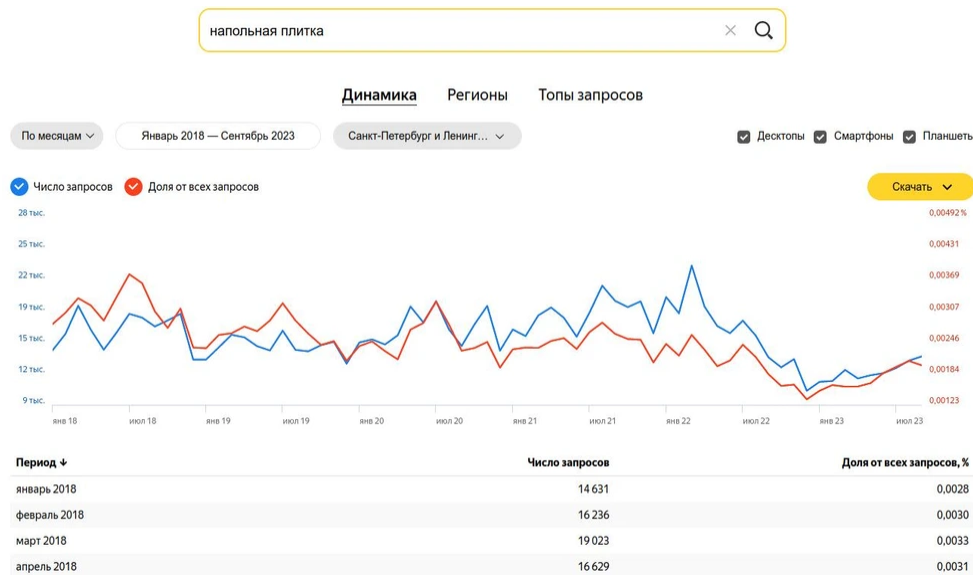 напольная плитка
Динамика Регионы Топы запросов
По месяцам Январь 2018 — Сентябрь 2023 Санкт-Петербург и Ленинг... Десктопы Смартфоны Планшеть
Число запросов Доля от всех запросов Скачать
28 тыс. 0,00492 %
25 тыс. 0,00431
22 тыс. 0,00369
19 тыс. 0,00307
15 тыс. 0,00246
12 тыс. 0,00184
9 тыс. 0,00123
янв 18 июл 18 янв 19 июл 19 янв 20 июл 20 янв 21 июл 21 янв 22 июл 22 янв 23 июл 23
Период ↓ Число запросов Доля от всех запросов, %
январь 2018 14 631 0,0028
февраль 2018 16 236 0,0030
март 2018 19 023 0,0033
апрель 2018 16 629 0,0031